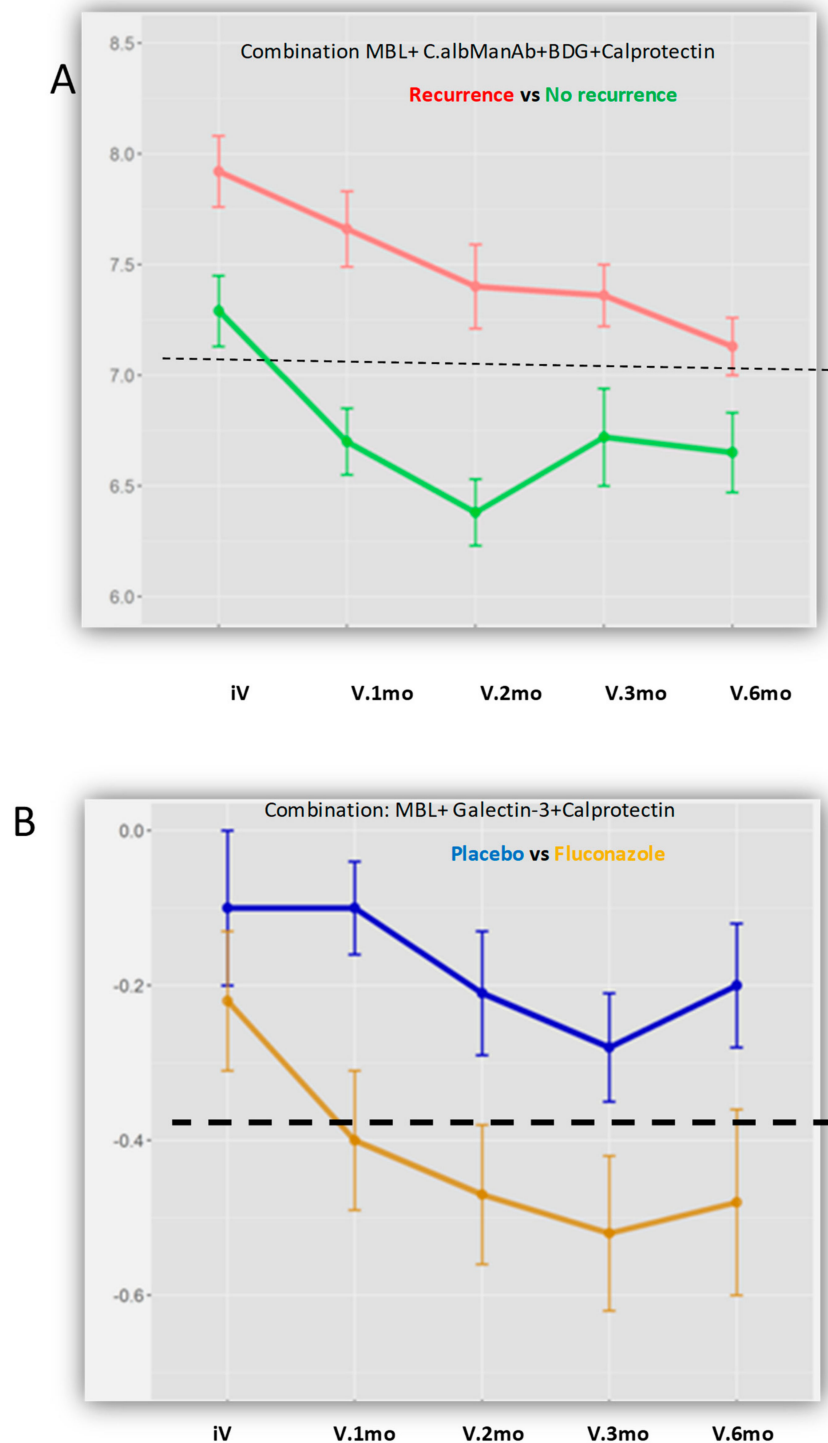 A
Combination MBL+ C.albManAb+BDG+Calprotectin
Recurrence vs No recurrence
8.5
8.0
7.5
7.0
6.5
6.0
iV V.1mo V.2mo V.3mo V.6mo
B
Combination: MBL+ Galectin-3+Calprotectin
Placebo vs Fluconazole
0.0
-0.2
-0.4
-0.6
iV V.1mo V.2mo V.3mo V.6mo